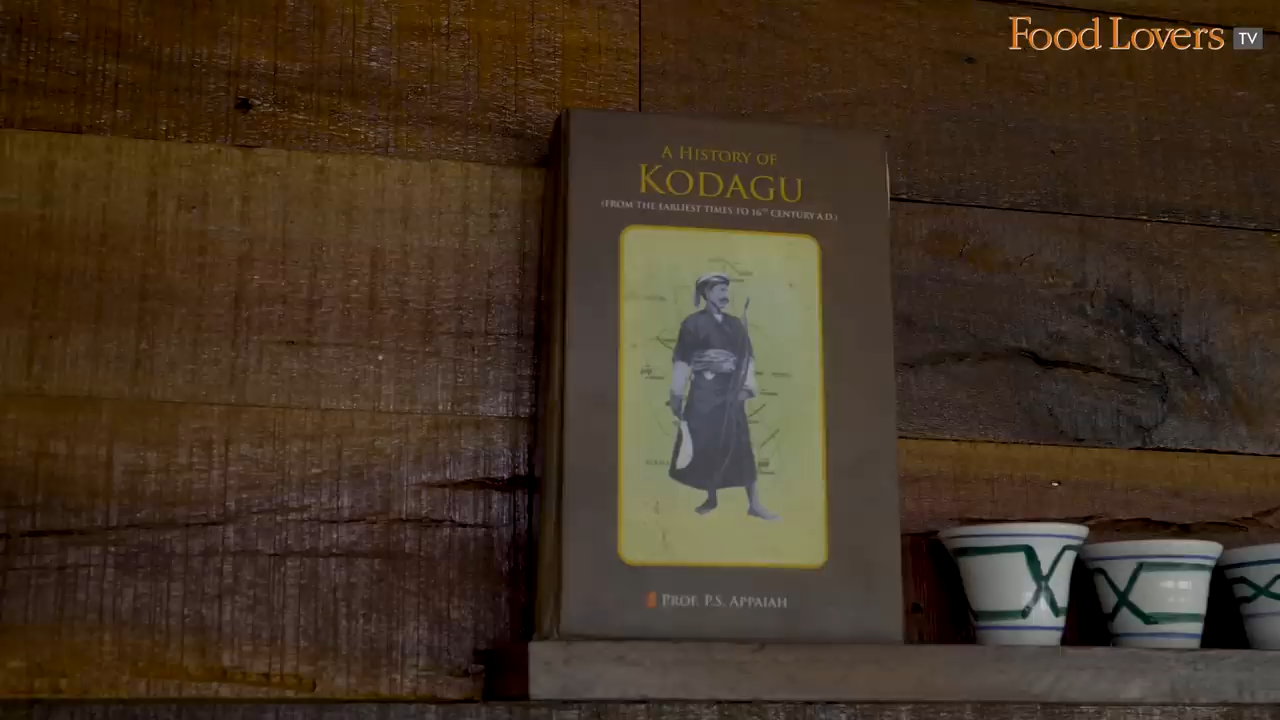 Food Lovers TV
A HISTORY OF
KODAGU
(FROM THE EARLIEST TIMES TO 16TH CENTURY A.D.)
PROF. P.S. APPAIAH